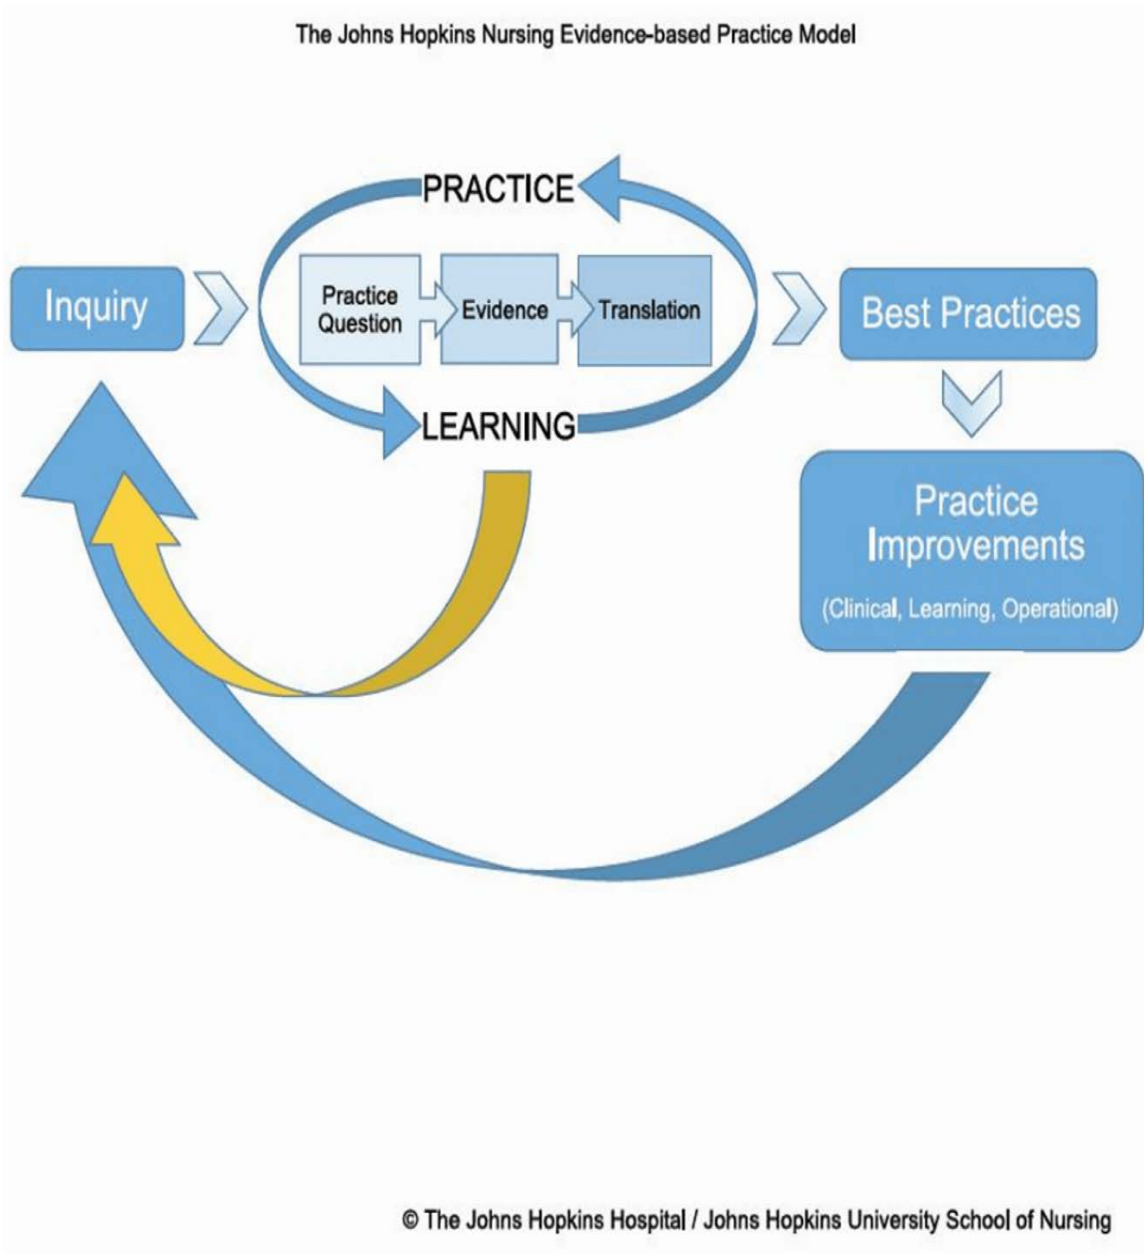 The Johns Hopkins Nursing Evidence-based Practice Model
PRACTICE
Inquiry
Practice
Question
Evidence
Translation
Best Practices
LEARNING
Practice
Improvements
(Clinical, Learning, Operational)
© The Johns Hopkins Hospital / Johns Hopkins University School of Nursing